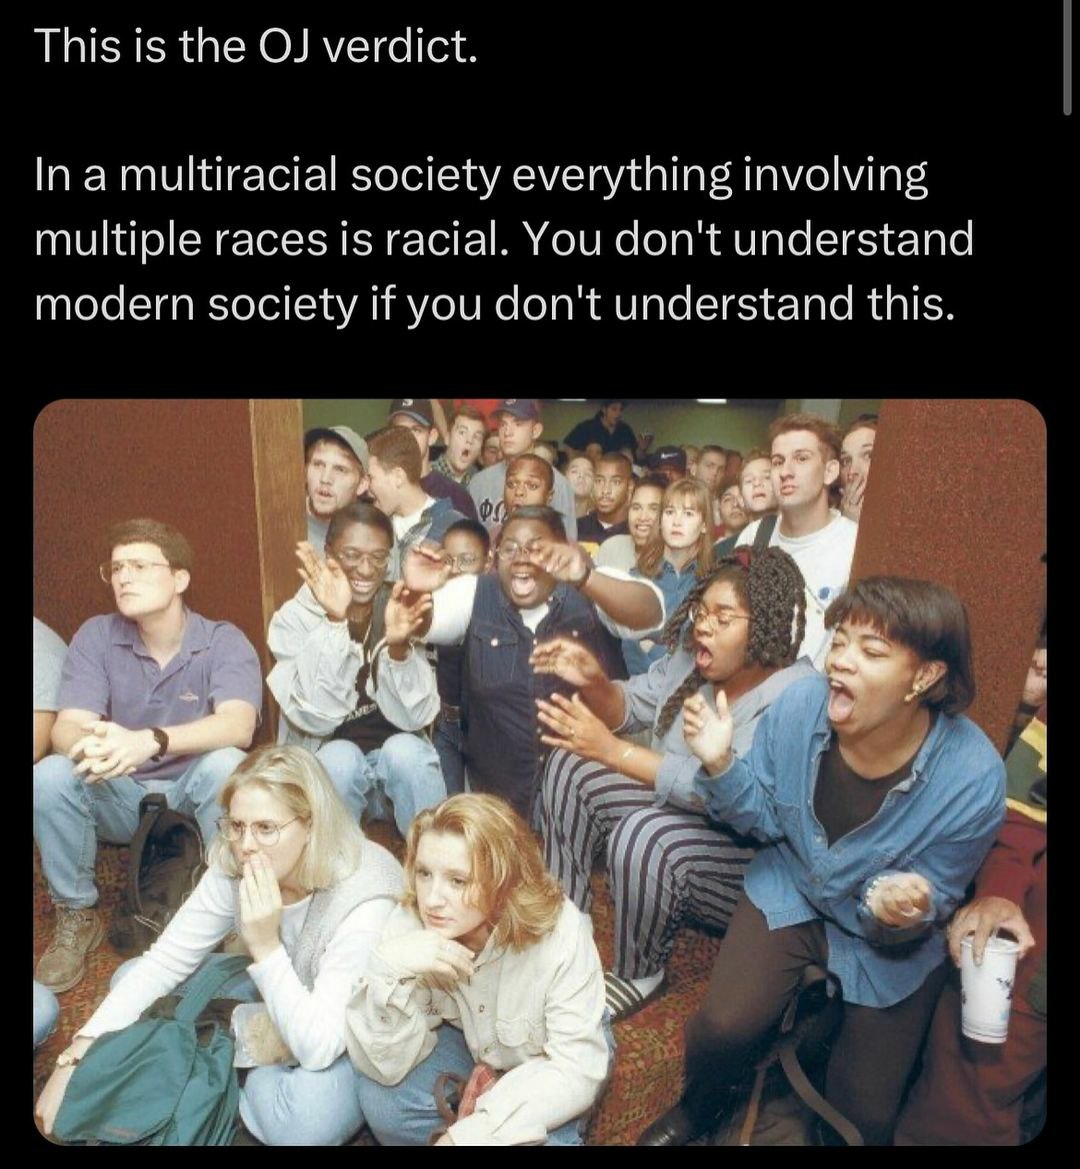 This is the OJ verdict.
In a multiracial society everything involving
multiple races is racial. You don't understand
modern society if you don't understand this.
ΦΩ